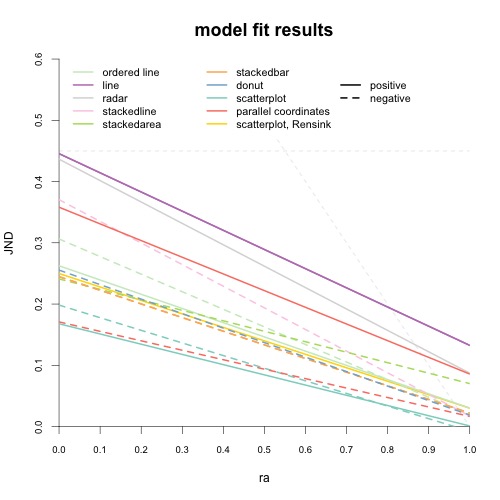 model fit results
ordered line
line
radar
stackedline
stackedarea
stackedbar
donut
scatterplot
parallel coordinates
scatterplot, Rensink
positive
negative
JND
0.6
0.5
0.4
0.3
0.2
0.1
0.0
0.0 0.1 0.2 0.3 0.4 0.5 0.6 0.7 0.8 0.9 1.0
ra